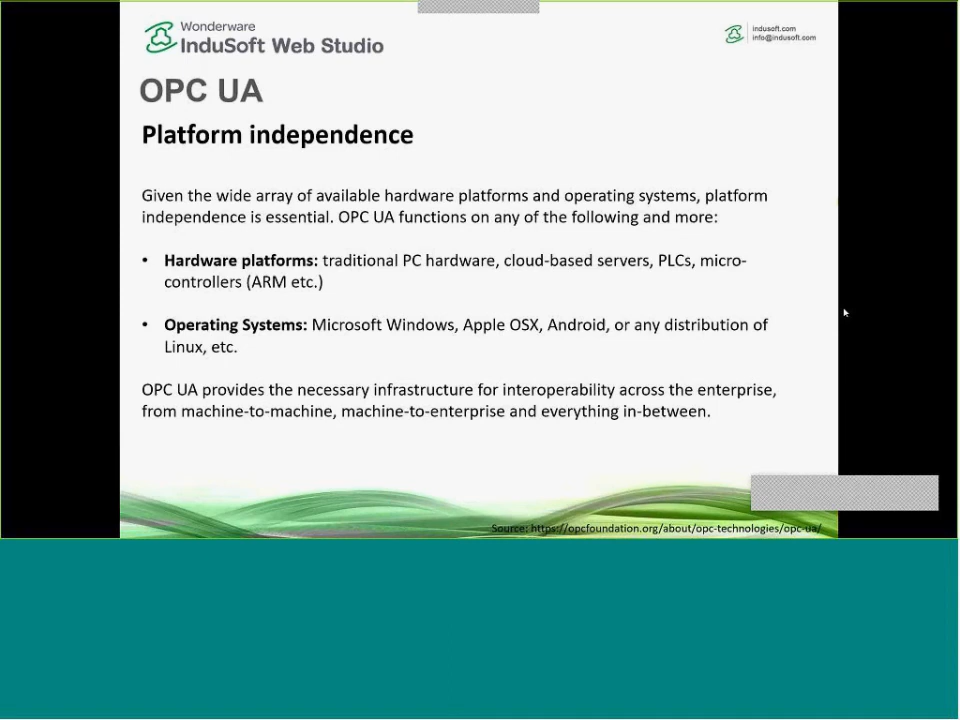 Wonderware
InduSoft Web Studio
indusoft.com
info@indusoft.com
OPC UA
Platform independence
Given the wide array of available hardware platforms and operating systems, platform
independence is essential. OPC UA functions on any of the following and more:
• Hardware platforms: traditional PC hardware, cloud-based servers, PLCs, micro-
controllers (ARM etc.)
• Operating Systems: Microsoft Windows, Apple OSX, Android, or any distribution of
Linux, etc.
OPC UA provides the necessary infrastructure for interoperability across the enterprise,
from machine-to-machine, machine-to-enterprise and everything in-between.
Source: https://opcfoundation.org/about/opc-technologies/opc-ua/